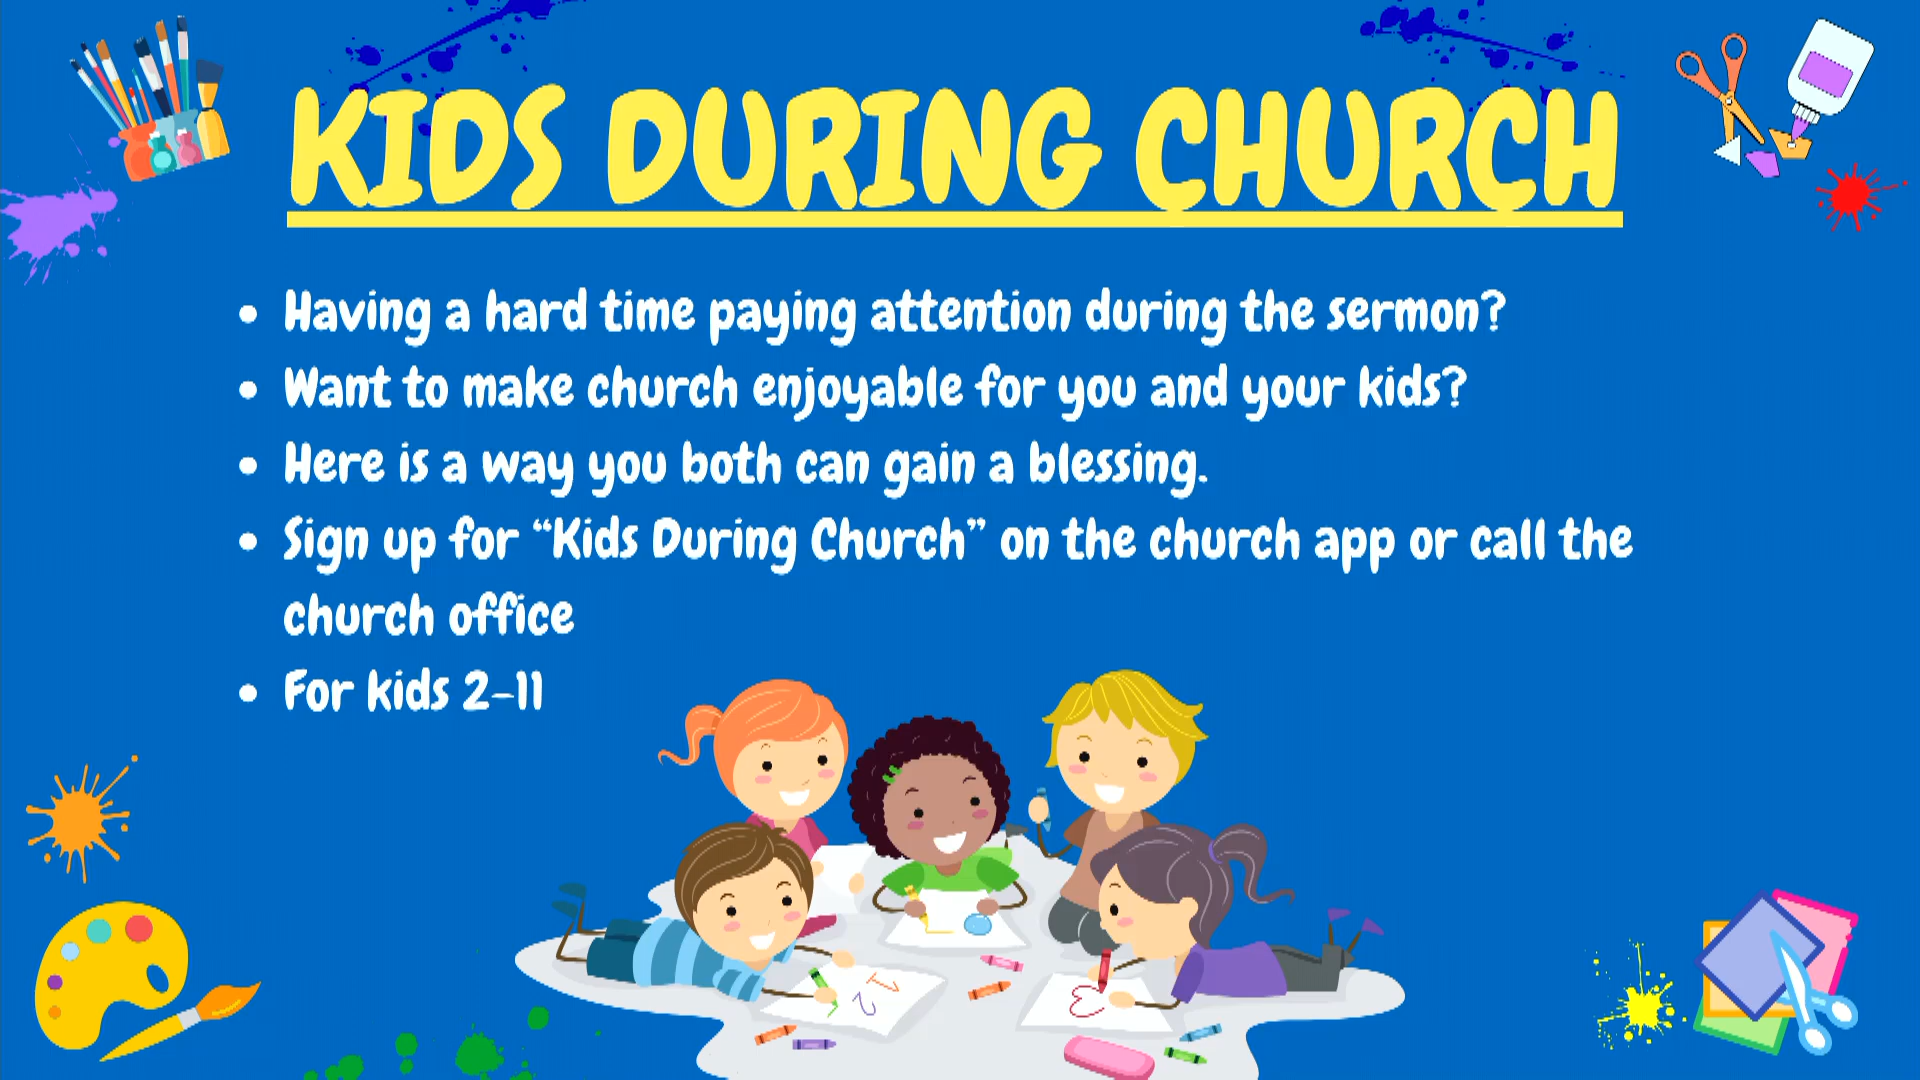 KIDS DURING CHURCH
• Having a hard time paying attention during the sermon?
• Want to make church enjoyable for you and your kids?
• Here is a way you both can gain a blessing.
• Sign up for “Kids During Church” on the church app or call the
church office
• For kids 2-11
1 2